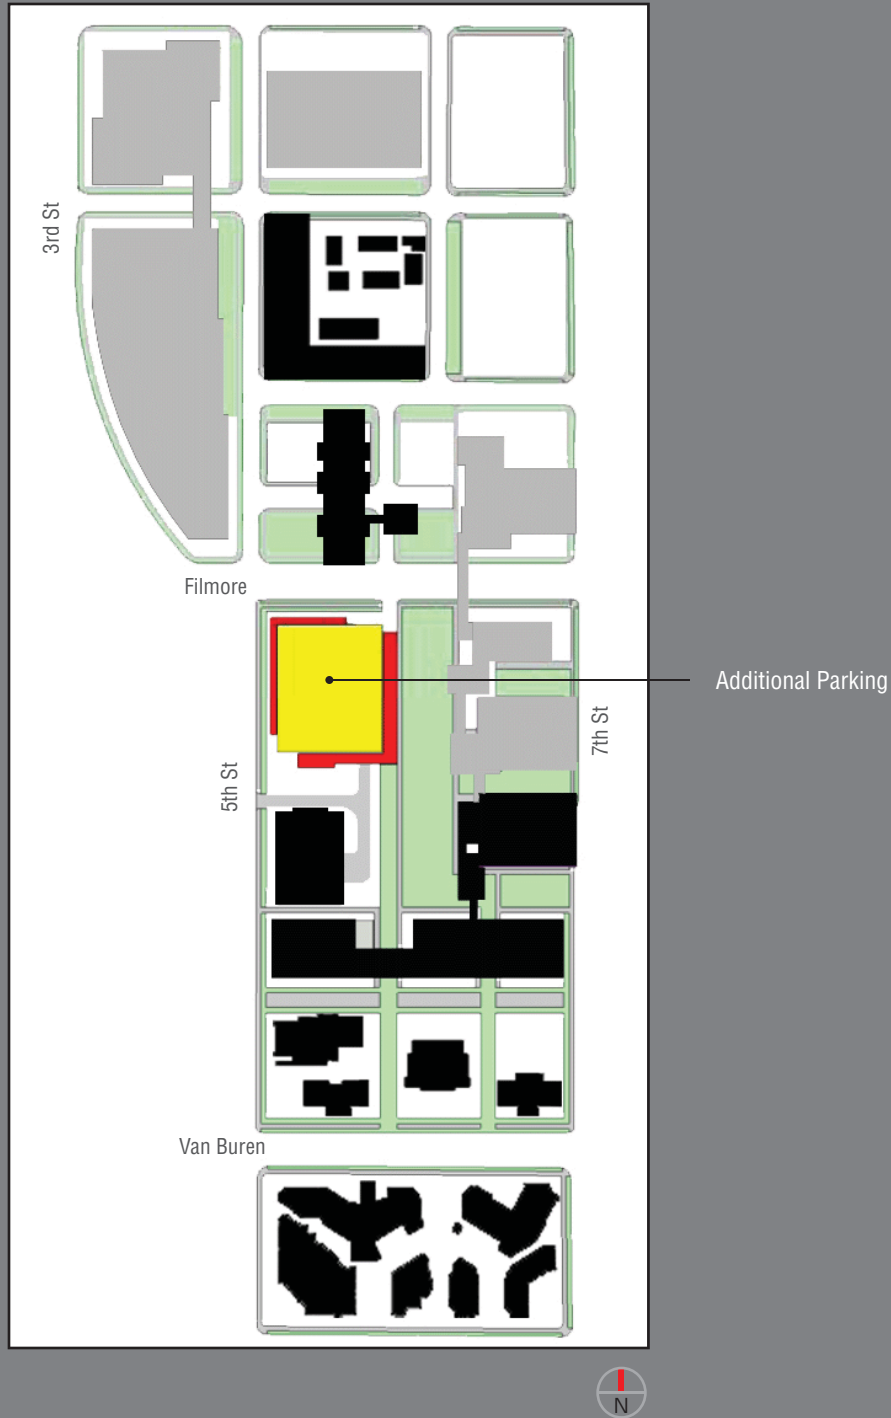 3rd St
Filmore
Additional Parking
7th St
5th St
Van Buren
N